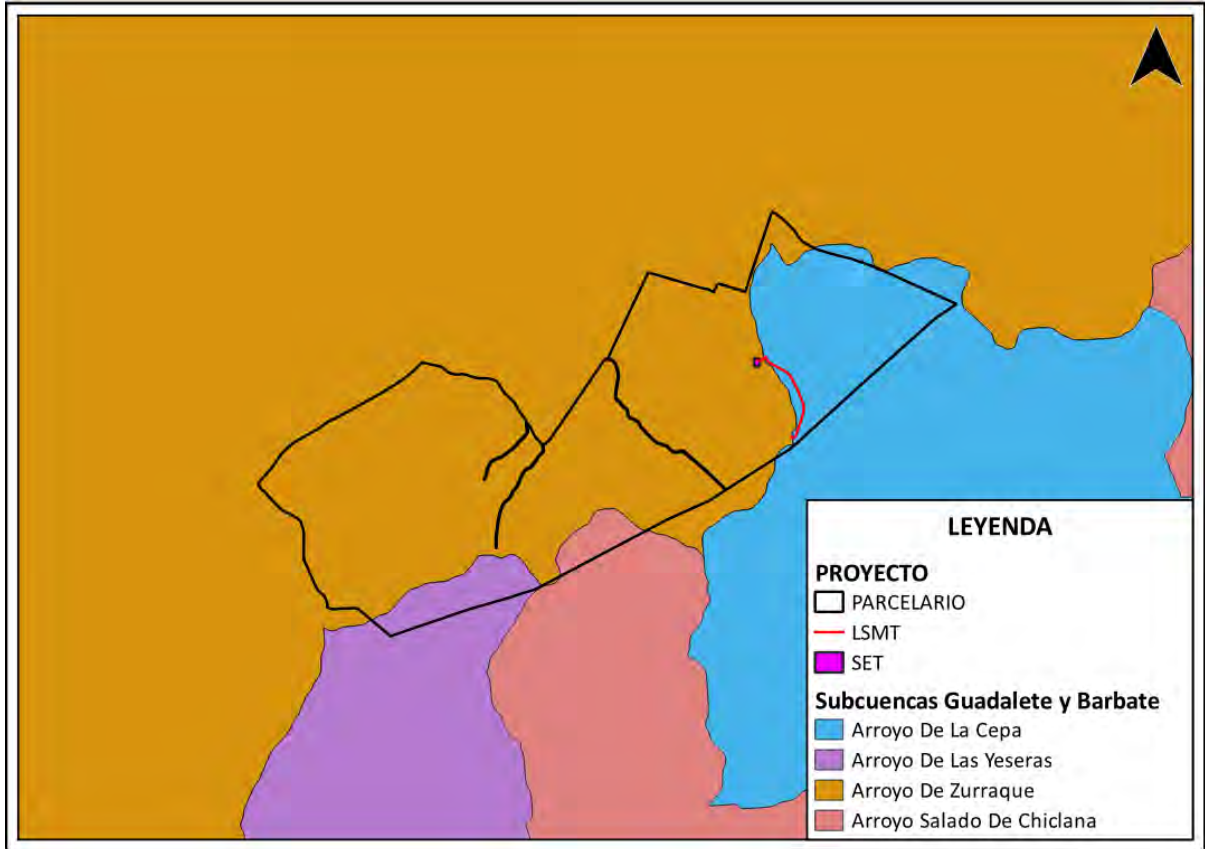 LEYENDA
PROYECTO
PARCELARIO
LSMT
SET
Subcuencas Guadalete y Barbate
Arroyo De La Cepa
Arroyo De Las Yeseras
Arroyo De Zurraque
Arroyo Salado De Chiclana